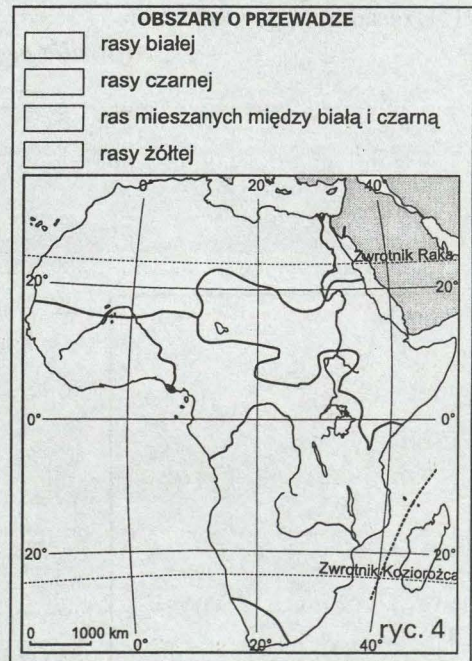 OBSZARY O PRZEWADZE
rasy białej
rasy czarnej
ras mieszanych między białą i czarną
rasy żółtej
0° 20° 40°
Zwrotnik Raka
20° 20°
0° 0°
20° 20°
Zwrotnik Koziorożca
0 1000 km 0° 20° 40° ryc. 4